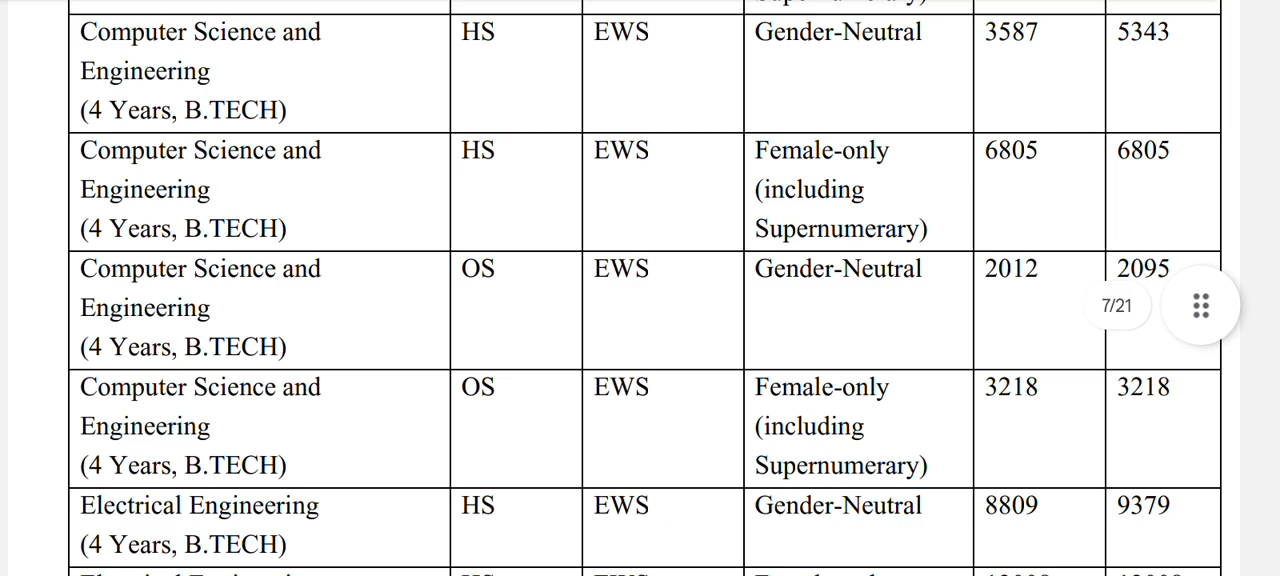 Computer Science and HS EWS Gender-Neutral 3587 5343
Engineering
(4 Years, B.TECH)
Computer Science and HS EWS Female-only 6805 6805
Engineering (including
(4 Years, B.TECH) Supernumerary)
Computer Science and OS EWS Gender-Neutral 2012 2095
Engineering 7/21
(4 Years, B.TECH)
Computer Science and OS EWS Female-only 3218 3218
Engineering (including
(4 Years, B.TECH) Supernumerary)
Electrical Engineering HS EWS Gender-Neutral 8809 9379
(4 Years, B.TECH)